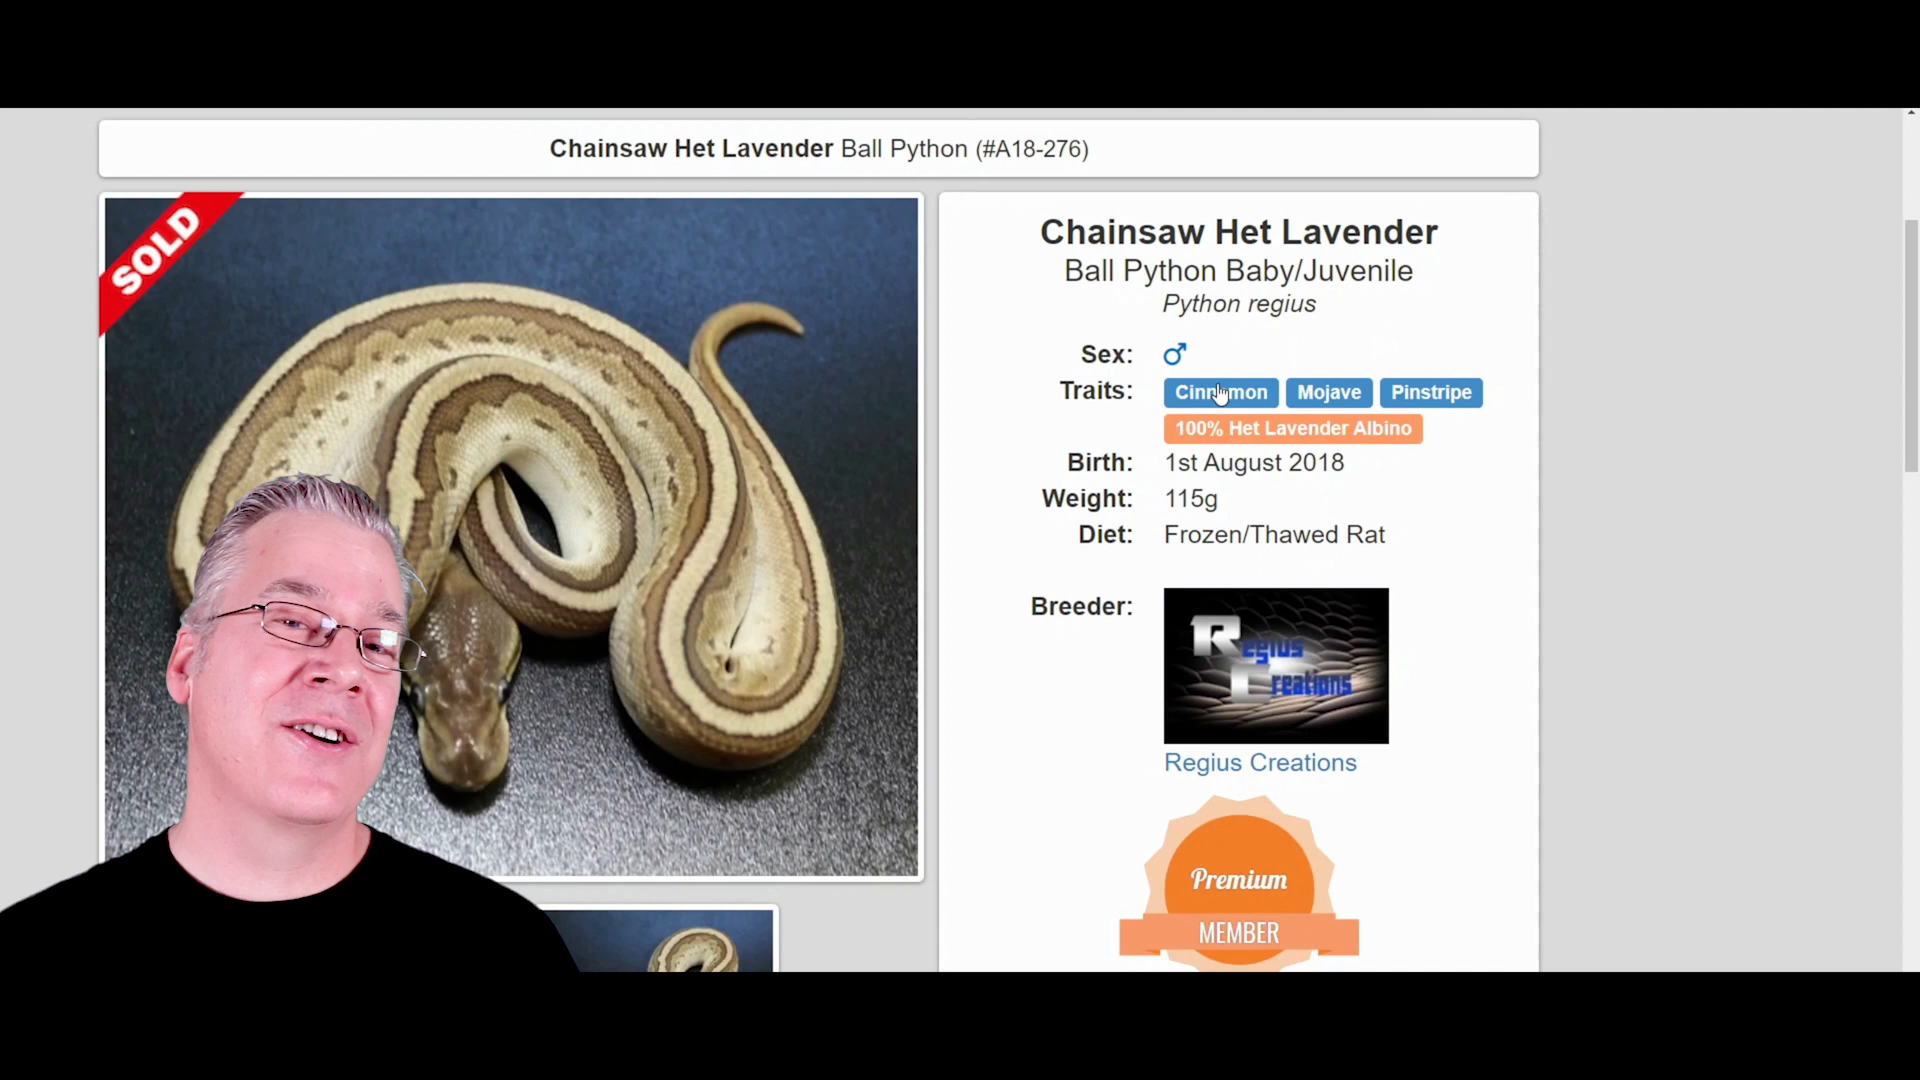 Chainsaw Het Lavender Ball Python (#A18-276)
SOLD
Chainsaw Het Lavender
Ball Python Baby/Juvenile
Python regius
Sex: ♂
Traits: Cinnamon Mojave Pinstripe
100% Het Lavender Albino
Birth: 1st August 2018
Weight: 115g
Diet: Frozen/Thawed Rat
Breeder:
Regius
Creations
Regius Creations
Premium
MEMBER